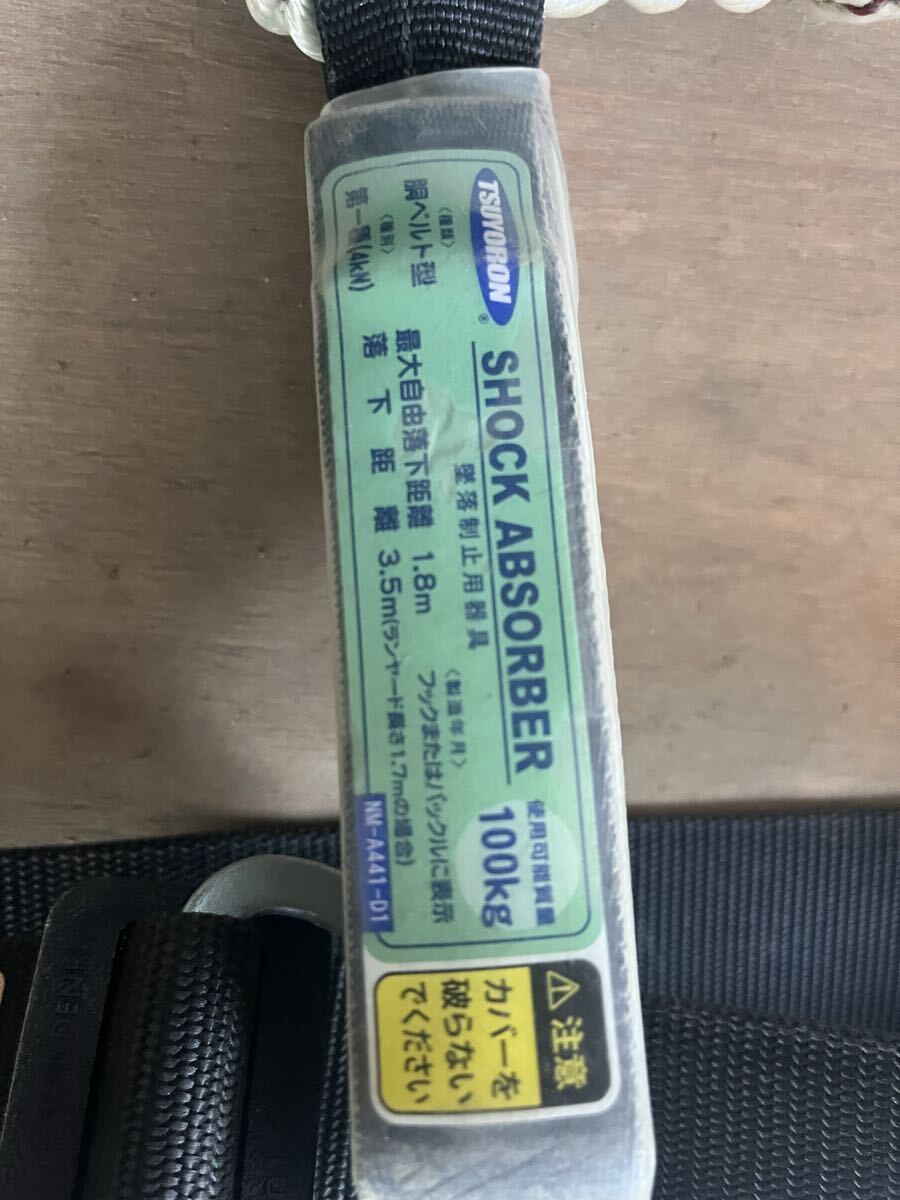 TSUYORON®
SHOCK ABSORBER
墜落制止用器具
使用可能質量
100kg
〈種類〉
胴ベルト型
〈種別〉
第一種(4kN)
最大自由落下距離 1.8m
落下距離 3.5m(ランヤード長さ1.7mの場合)
〈製造年月〉
フックまたはバックルに表示
NM-A441-01
⚠注意
カバーを
破らない
でください